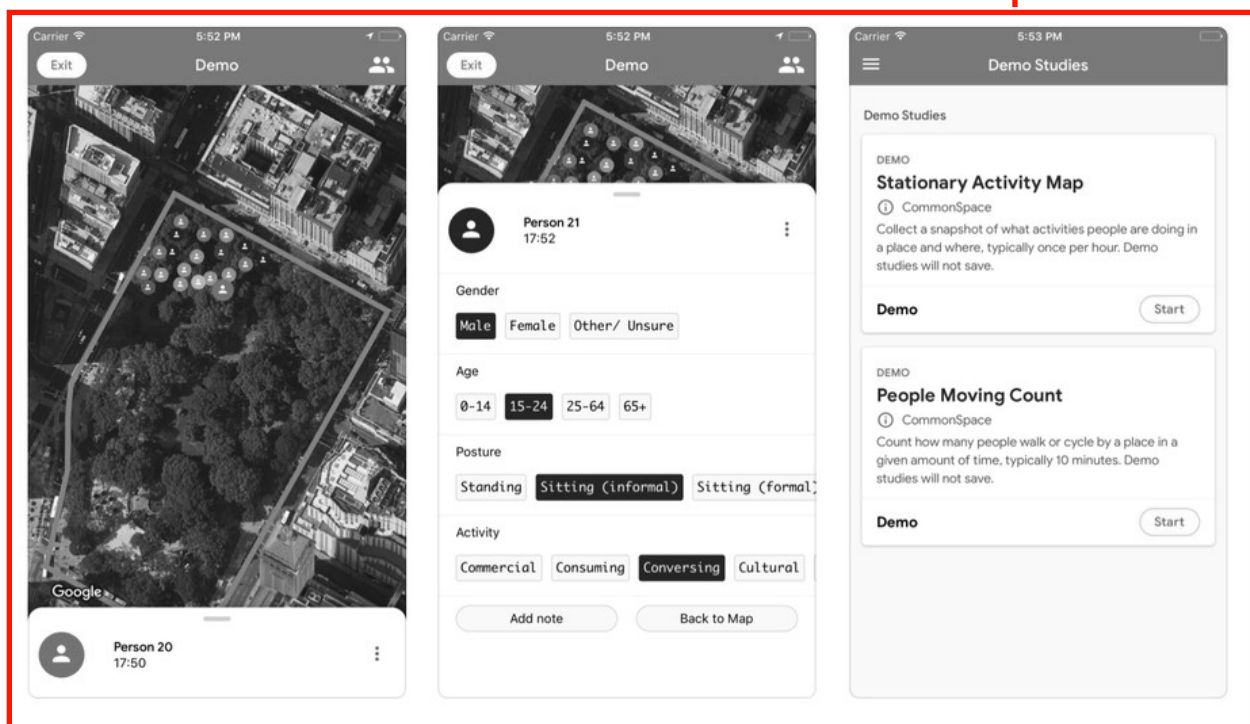 Carrier 5:52 PM
Exit Demo
Google
Person 20
17:50
Carrier 5:52 PM
Exit Demo
Person 21
17:52
Gender
Male Female Other/ Unsure
Age
0-14 15-24 25-64 65+
Posture
Standing Sitting (informal) Sitting (formal)
Activity
Commercial Consuming Conversing Cultural
Add note Back to Map
Carrier 5:53 PM
Demo Studies
Demo Studies
DEMO
Stationary Activity Map
CommonSpace
Collect a snapshot of what activities people are doing in
a place and where, typically once per hour. Demo
studies will not save.
Demo Start
DEMO
People Moving Count
CommonSpace
Count how many people walk or cycle by a place in a
given amount of time, typically 10 minutes. Demo
studies will not save.
Demo Start